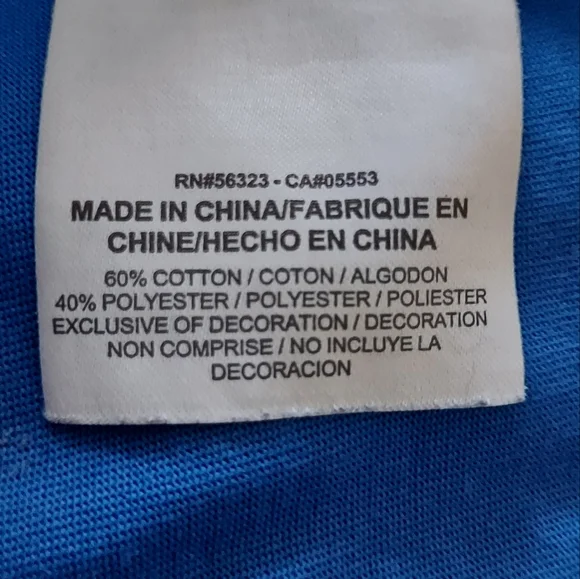 RN#56323 - CA#05553
MADE IN CHINA/FABRIQUE EN
CHINE/HECHO EN CHINA
60% COTTON / COTON / ALGODON
40% POLYESTER / POLYESTER / POLIESTER
EXCLUSIVE OF DECORATION / DECORATION
NON COMPRISE / NO INCLUYE LA
DECORACION